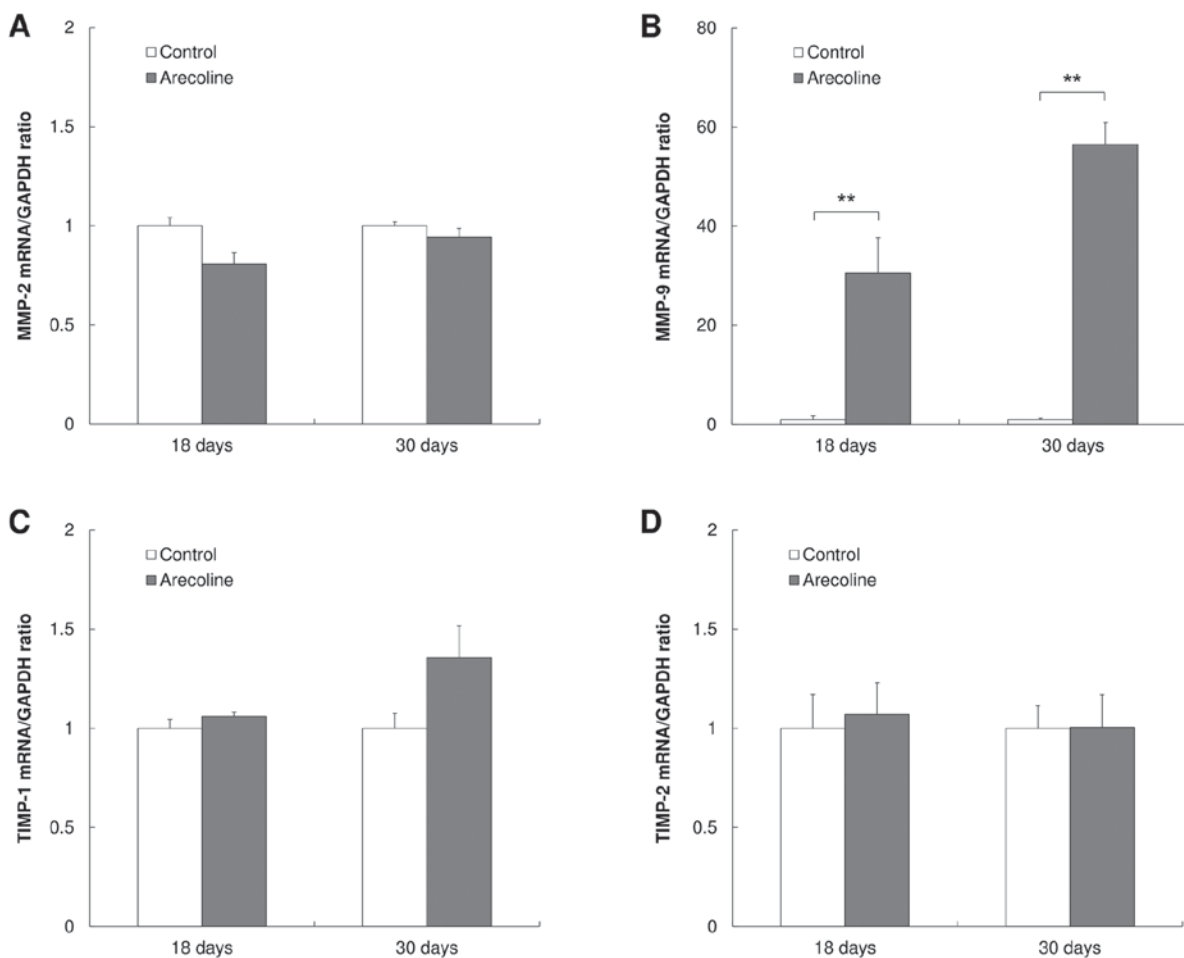 A
MMP-2 mRNA/GAPDH ratio
2
1.5
1
0.5
0
Control
Arecoline
18 days
30 days
B
MMP-9 mRNA/GAPDH ratio
80
60
40
20
0
Control
Arecoline
**
**
18 days
30 days
C
TIMP-1 mRNA/GAPDH ratio
2
1.5
1
0.5
0
Control
Arecoline
18 days
30 days
D
TIMP-2 mRNA/GAPDH ratio
2
1.5
1
0.5
0
Control
Arecoline
18 days
30 days